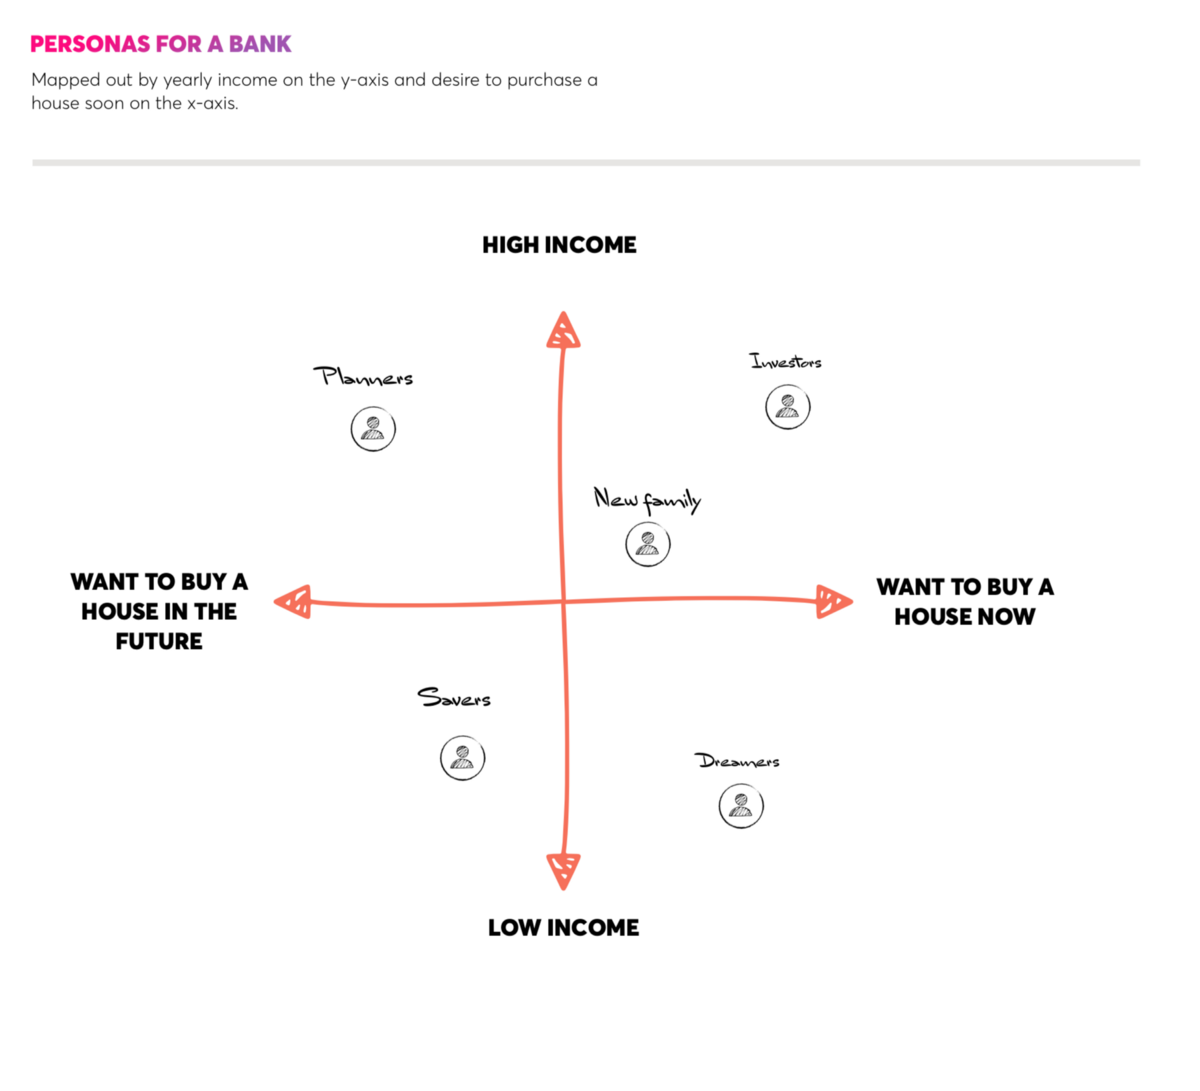 PERSONAS FOR A BANK
Mapped out by yearly income on the y-axis and desire to purchase a
house soon on the x-axis.
HIGH INCOME
Planners
Investors
New family
WANT TO BUY A
HOUSE IN THE
FUTURE
WANT TO BUY A
HOUSE NOW
Savers
Dreamers
LOW INCOME